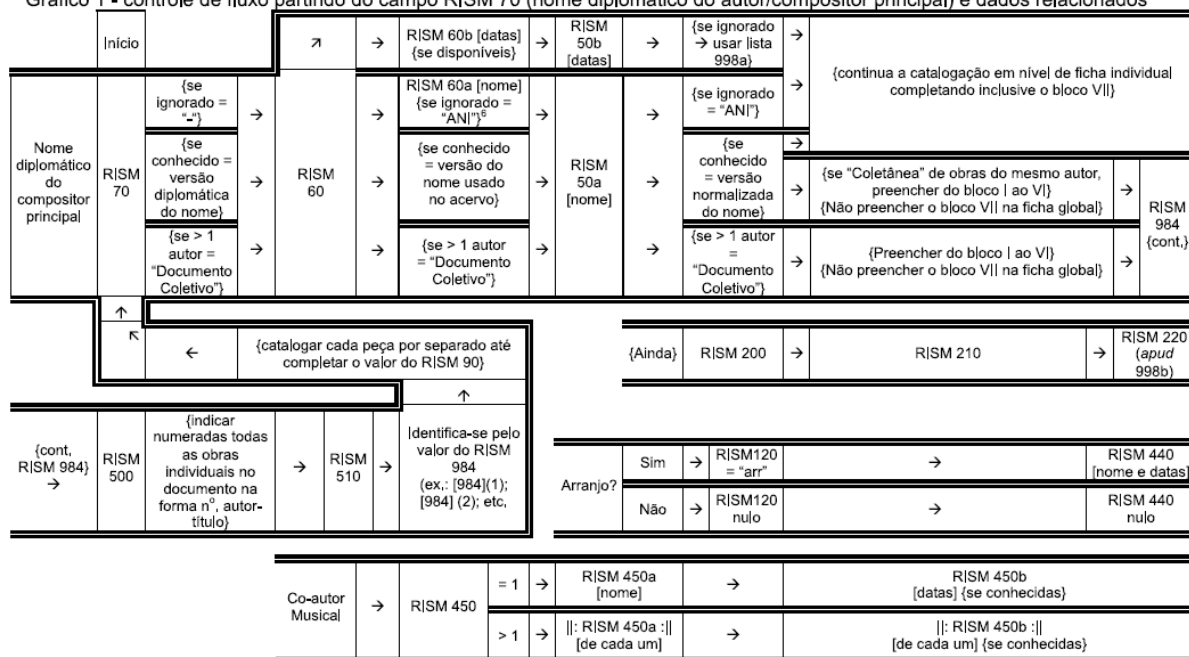 Gráfico 1 - controle de fluxo partindo do campo RISM 70 (nome diplomático do autor/compositor principal) e dados relacionados
Início
↗
→
RISM 60b [datas]
{se disponíveis}
→
RISM
50b
[datas]
→
{se ignorado
→ usar lista
998a}
→
{continua a catalogação em nível de ficha individual
completando inclusive o bloco VII}
Nome
diplomático
do
compositor
principal
RISM
70
{se
ignorado =
“-”}
→
RISM
60
→
RISM 60a [nome]
{se ignorado =
“ANI”}6
→
RISM
50a
[nome]
→
{se ignorado
= “ANI”}
→
{se
conhecido =
versão
diplomática
do nome}
→
→
{se conhecido
= versão do
nome usado
no acervo}
→
→
{se
conhecido
= versão
normalizada
do nome}
→
→
{se “Coletânea” de obras do mesmo autor,
preencher do bloco I ao VI}
{Não preencher o bloco VII na ficha global}
→
RISM
984
{cont.}
{se > 1
autor =
“Documento
Coletivo”}
→
→
{se > 1 autor
= “Documento
Coletivo”}
→
→
{se > 1 autor
=
“Documento
Coletivo”}
→
{Preencher do bloco I ao VI}
{Não preencher o bloco VII na ficha global}
→
↑
↖
←
{catalogar cada peça por separado até
completar o valor do RISM 90}
{Ainda}
RISM 200
→
RISM 210
→
RISM 220
(apud
998b)
↑
{cont.
RISM 984}
→
RISM
500
{indicar
numeradas todas
as obras
individuais no
documento na
forma nº, autor-
título}
→
RISM
510
→
Identifica-se pelo
valor do RISM
984
(ex.: [984](1);
[984] (2); etc.
Arranjo?
Sim
→
RISM120
= “arr”
→
RISM 440
[nome e datas]
Não
→
RISM120
nulo
→
RISM 440
nulo
Co-autor
Musical
→
RISM 450
= 1
→
RISM 450a
[nome]
→
RISM 450b
[datas] {se conhecidas}
> 1
→
||: RISM 450a :||
[de cada um]
→
||: RISM 450b :||
[de cada um] {se conhecidas}